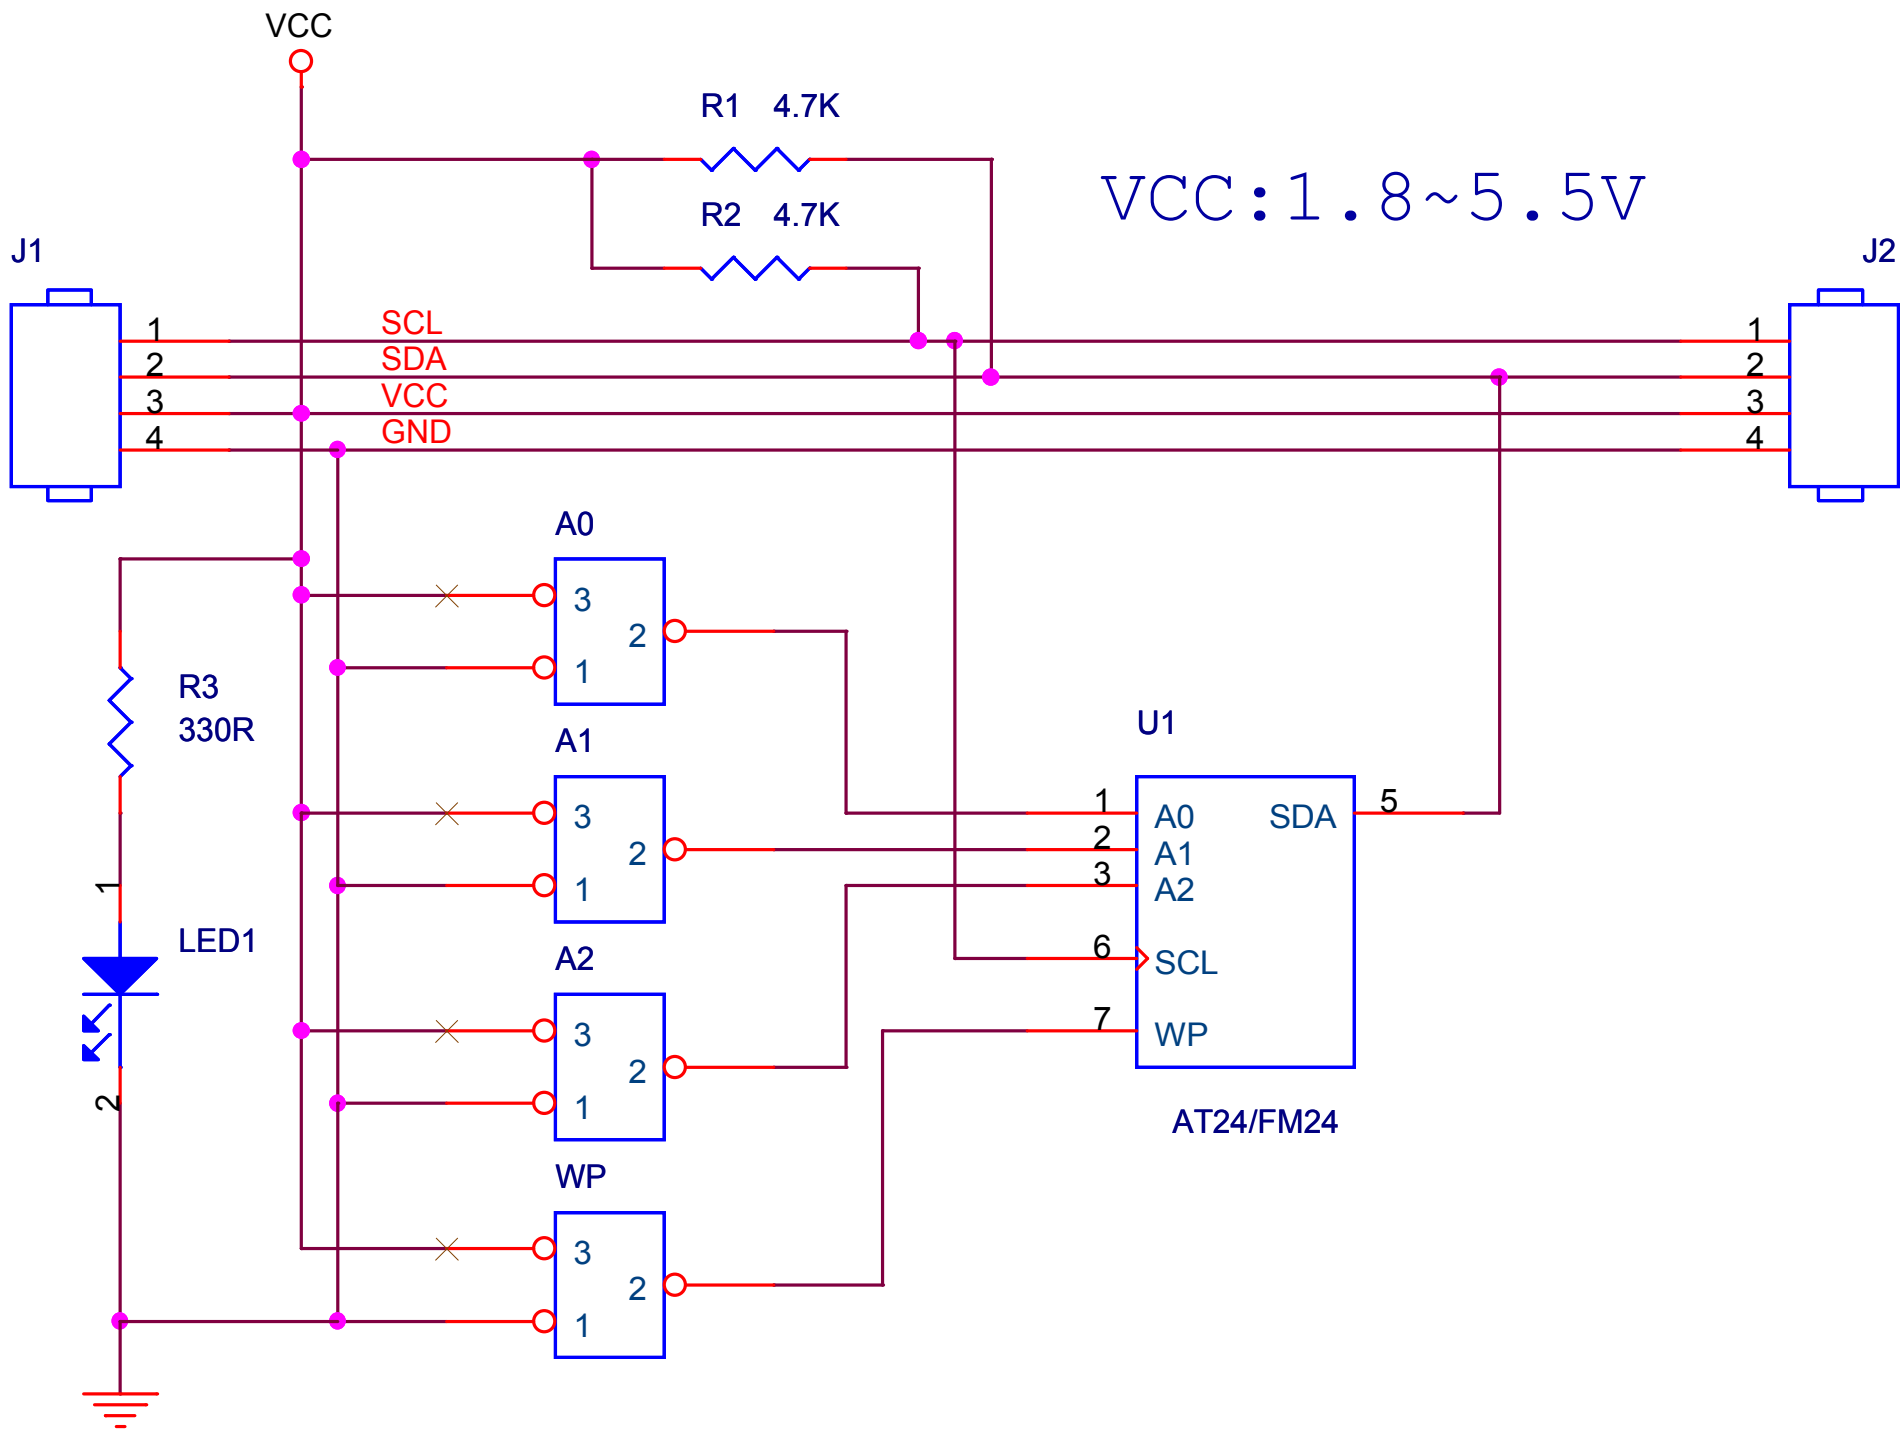 VCC
R1 4.7K
R2 4.7K
VCC:1.8~5.5V
J1
J2
1 SCL 1
2 SDA 2
3 VCC 3
4 GND 4
A0
3
2
1
R3
330R
A1
3
2
1
U1
1 A0 SDA 5
2 A1
3 A2
6 SCL
7 WP
AT24/FM24
1
LED1
2
A2
3
2
1
WP
3
2
1